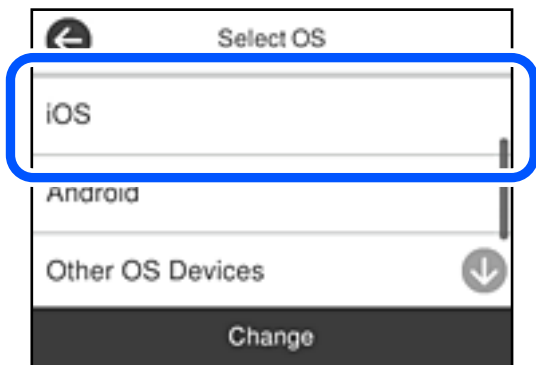 Select OS
iOS
Android
Other OS Devices
Change